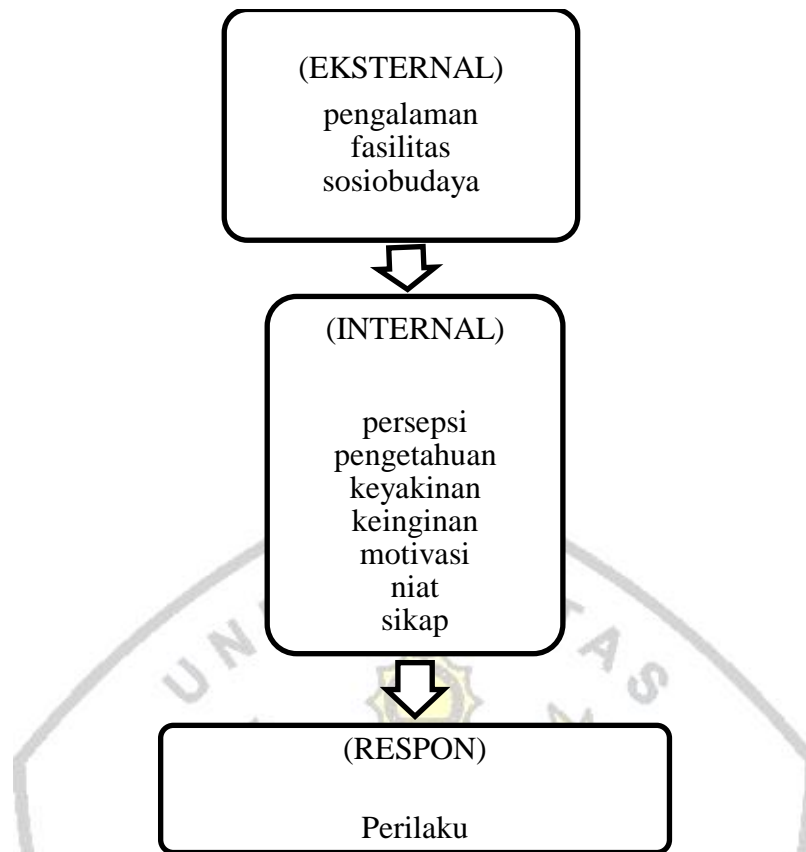 (EKSTERNAL)
pengalaman
fasilitas
sosiobudaya
(INTERNAL)
persepsi
pengetahuan
keyakinan
keinginan
motivasi
niat
sikap
(RESPON)
Perilaku